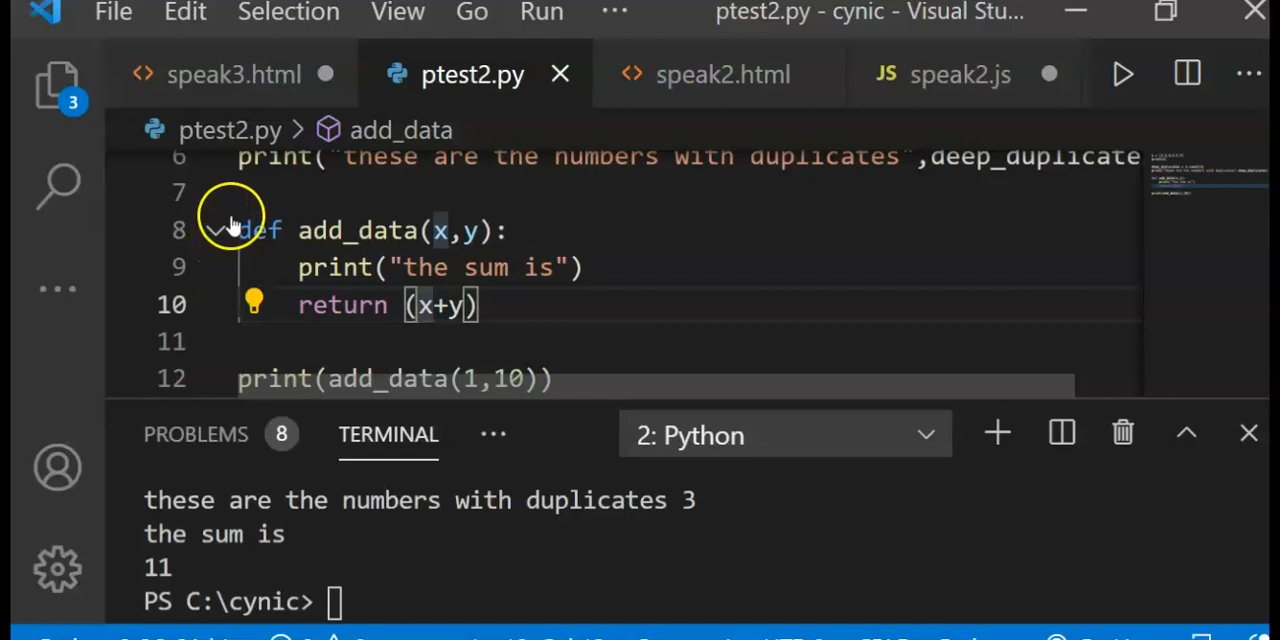 File Edit Selection View Go Run ··· ptest2.py - cynic - Visual Stu...
speak3.html ptest2.py speak2.html JS speak2.js ···
3
ptest2.py > add_data
6 print("these are the numbers with duplicates",deep_duplicate
7
8 def add_data(x,y):
9 print("the sum is")
10 return (x+y)
11
12 print(add_data(1,10))
PROBLEMS 8 TERMINAL ··· 2: Python
these are the numbers with duplicates 3
the sum is
11
PS C:\cynic>